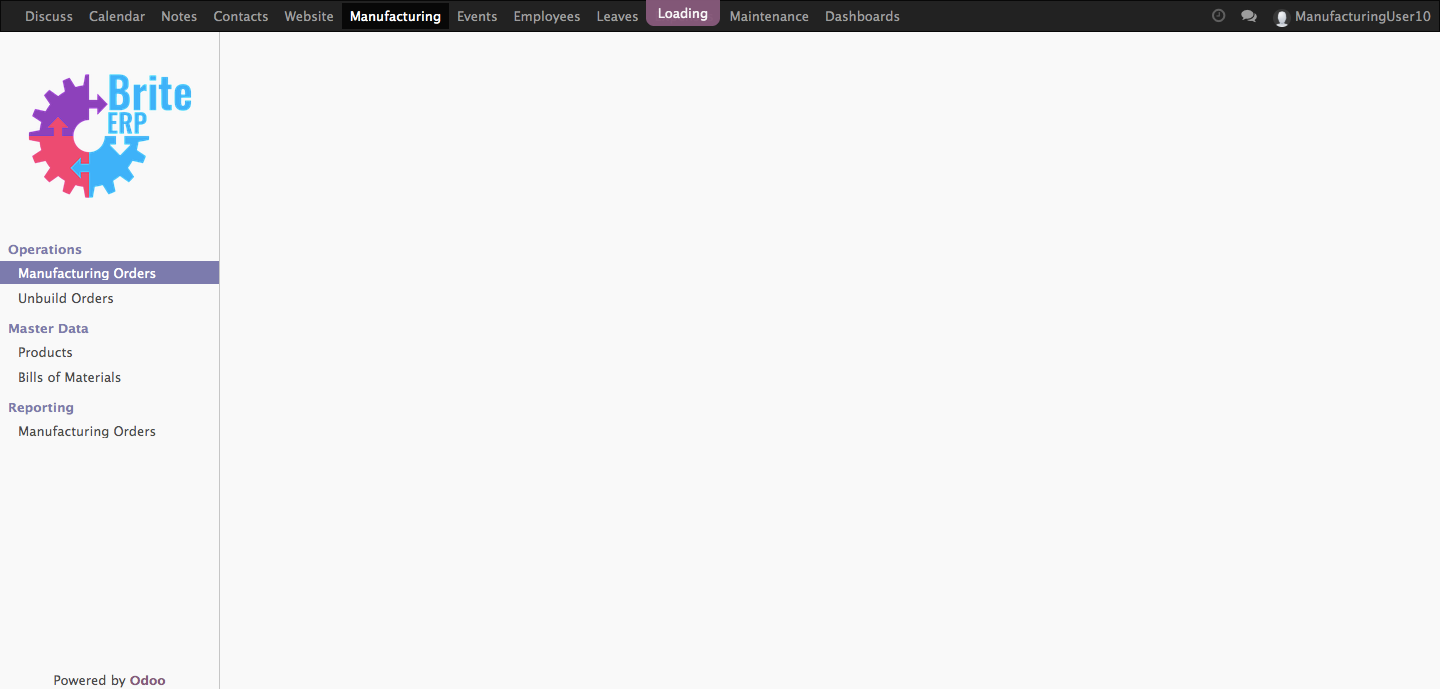 Discuss Calendar Notes Contacts Website Manufacturing Events Employees Leaves Loading Maintenance Dashboards ManufacturingUser10
Brite
ERP
Operations
Manufacturing Orders
Unbuild Orders
Master Data
Products
Bills of Materials
Reporting
Manufacturing Orders
Powered by Odoo